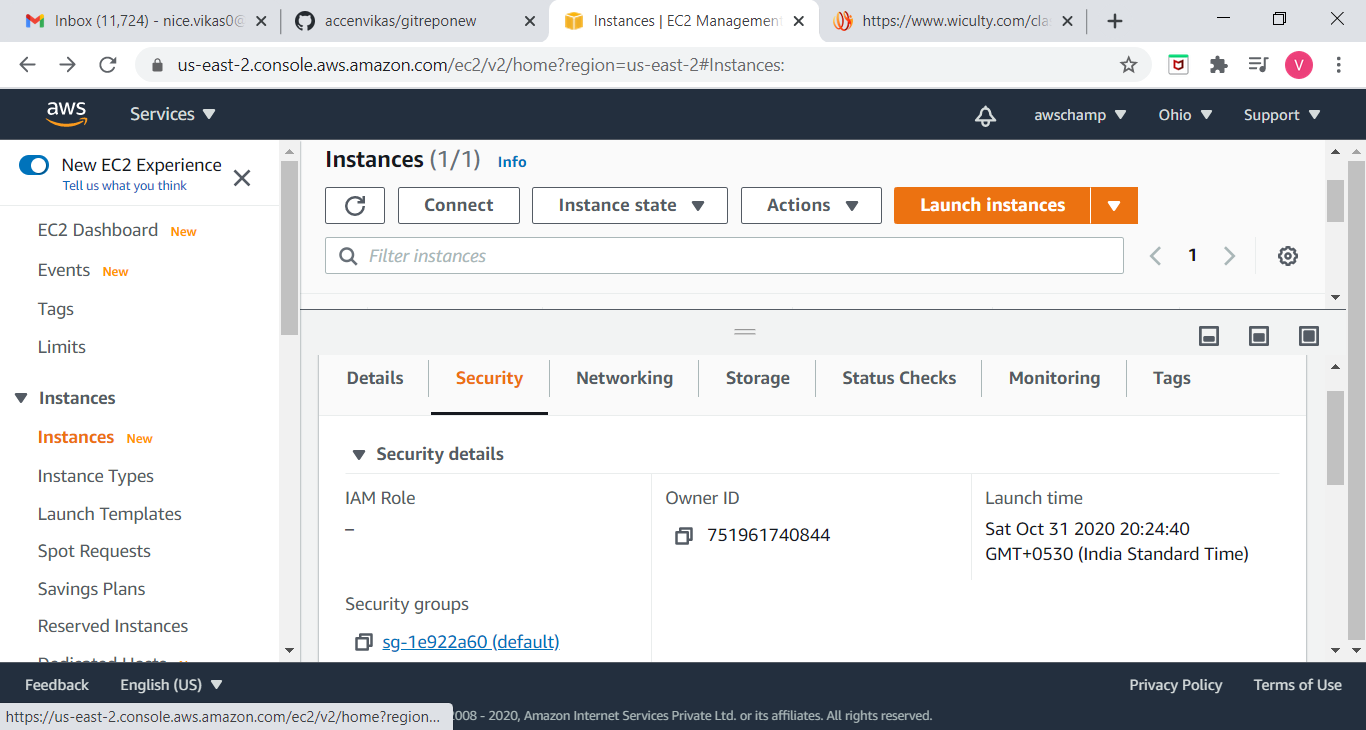 Inbox (11,724) - nice.vikas0@
accenvikas/gitreponew
Instances | EC2 Management
https://www.wiculty.com/cla
us-east-2.console.aws.amazon.com/ec2/v2/home?region=us-east-2#Instances:
V
aws
Services
awschamp
Ohio
Support
New EC2 Experience
Tell us what you think
EC2 Dashboard New
Events New
Tags
Limits
Instances
Instances New
Instance Types
Launch Templates
Spot Requests
Savings Plans
Reserved Instances
Dedicated Hosts
Instances (1/1) Info
Connect
Instance state
Actions
Launch instances
Filter instances
1
Details
Security
Networking
Storage
Status Checks
Monitoring
Tags
Security details
IAM Role
–
Owner ID
751961740844
Launch time
Sat Oct 31 2020 20:24:40
GMT+0530 (India Standard Time)
Security groups
sg-1e922a60 (default)
Feedback
English (US)
Privacy Policy
Terms of Use
https://us-east-2.console.aws.amazon.com/ec2/v2/home?region...
2008 - 2020, Amazon Internet Services Private Ltd. or its affiliates. All rights reserved.